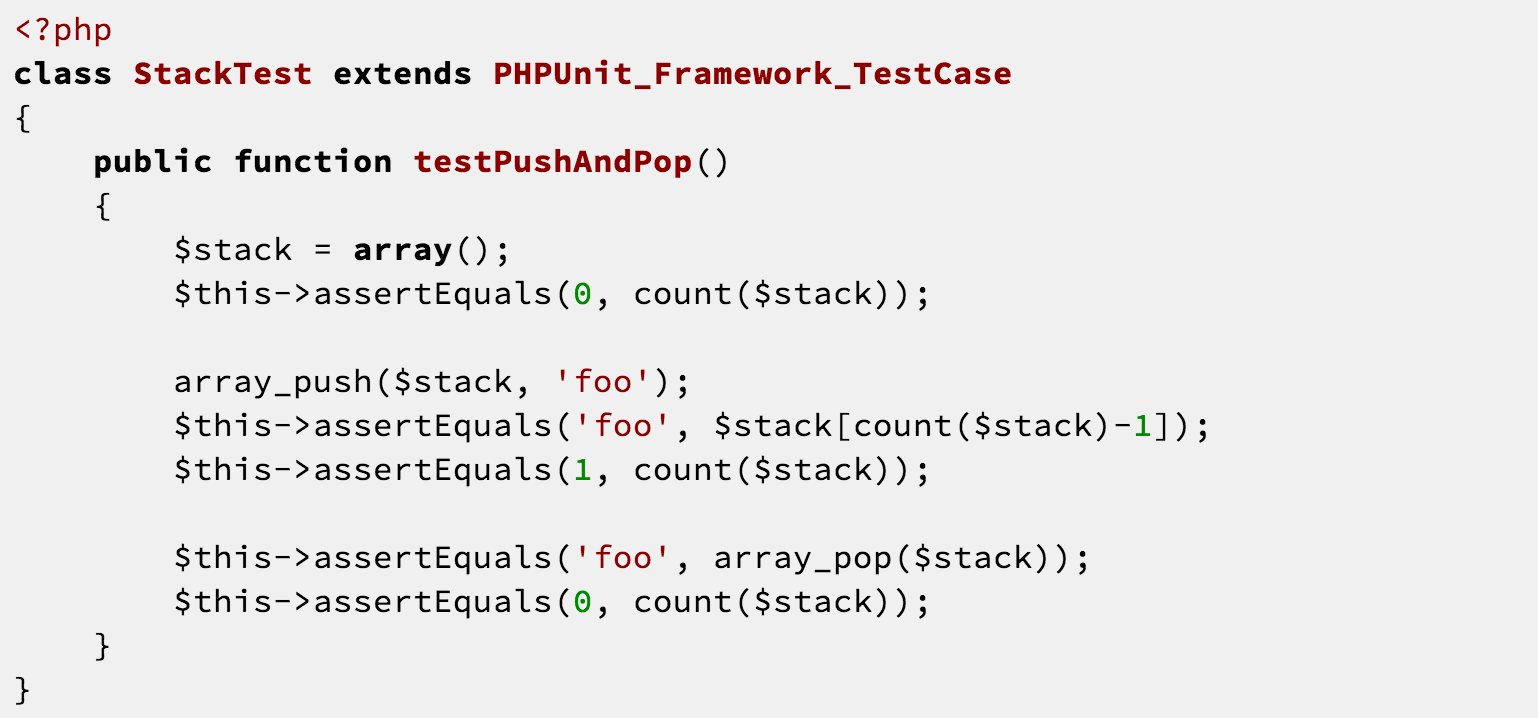 <?php
class StackTest extends PHPUnit_Framework_TestCase
{
    public function testPushAndPop()
    {
        $stack = array();
        $this->assertEquals(0, count($stack));

        array_push($stack, 'foo');
        $this->assertEquals('foo', $stack[count($stack)-1]);
        $this->assertEquals(1, count($stack));

        $this->assertEquals('foo', array_pop($stack));
        $this->assertEquals(0, count($stack));
    }
}